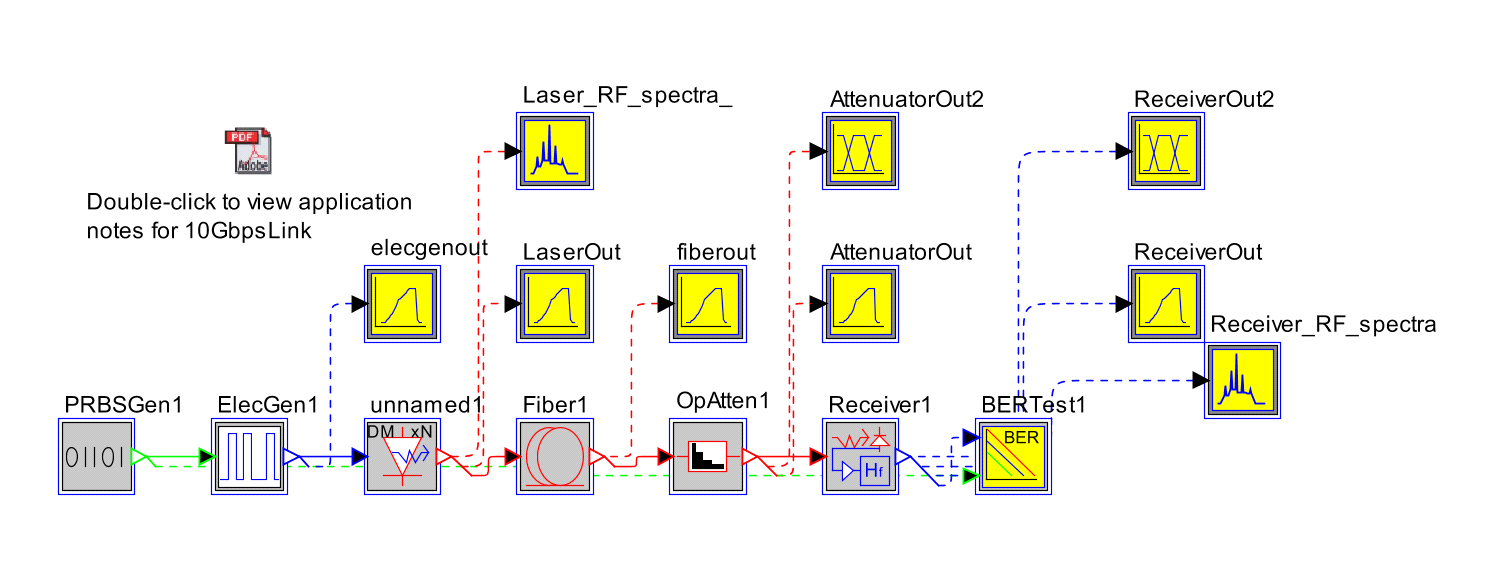 Laser_RF_spectra_
AttenuatorOut2
ReceiverOut2
PDF
Adobe
Double-click to view application
notes for 10GbpsLink
elecgenout
LaserOut
fiberout
AttenuatorOut
ReceiverOut
Receiver_RF_spectra
PRBSGen1
ElecGen1
unnamed1
Fiber1
OpAtten1
Receiver1
BERTest1
01101
DM xN
Hf
BER